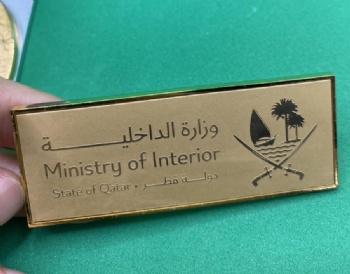 وزارة الداخلية
Ministry of Interior
State of Qatar • دولة قطر